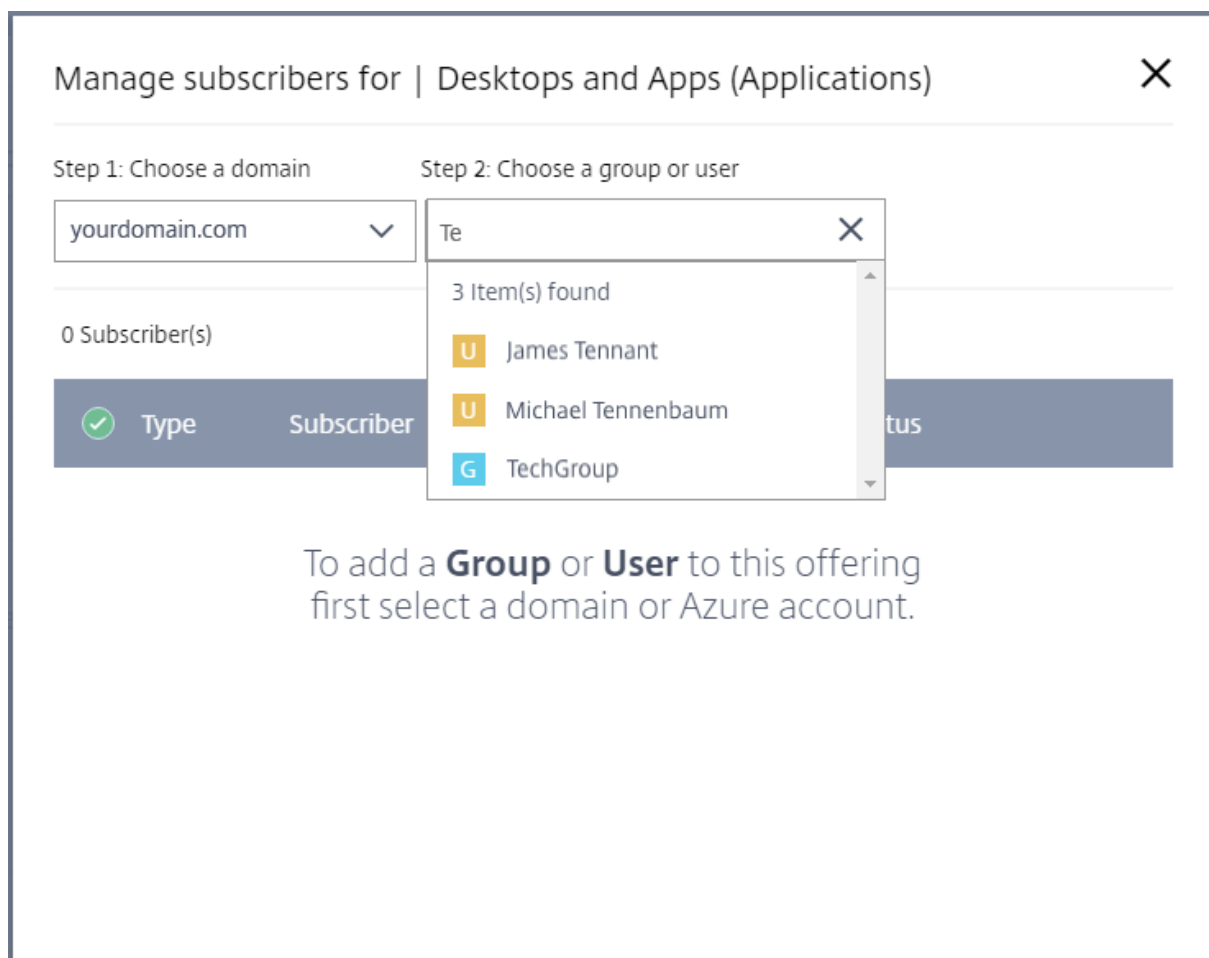 Manage subscribers for | Desktops and Apps (Applications)
Step 1: Choose a domain
Step 2: Choose a group or user
yourdomain.com
Te
3 Item(s) found
0 Subscriber(s)
U James Tennant
U Michael Tennenbaum
Type Subscriber tus
G TechGroup
To add a Group or User to this offering
first select a domain or Azure account.